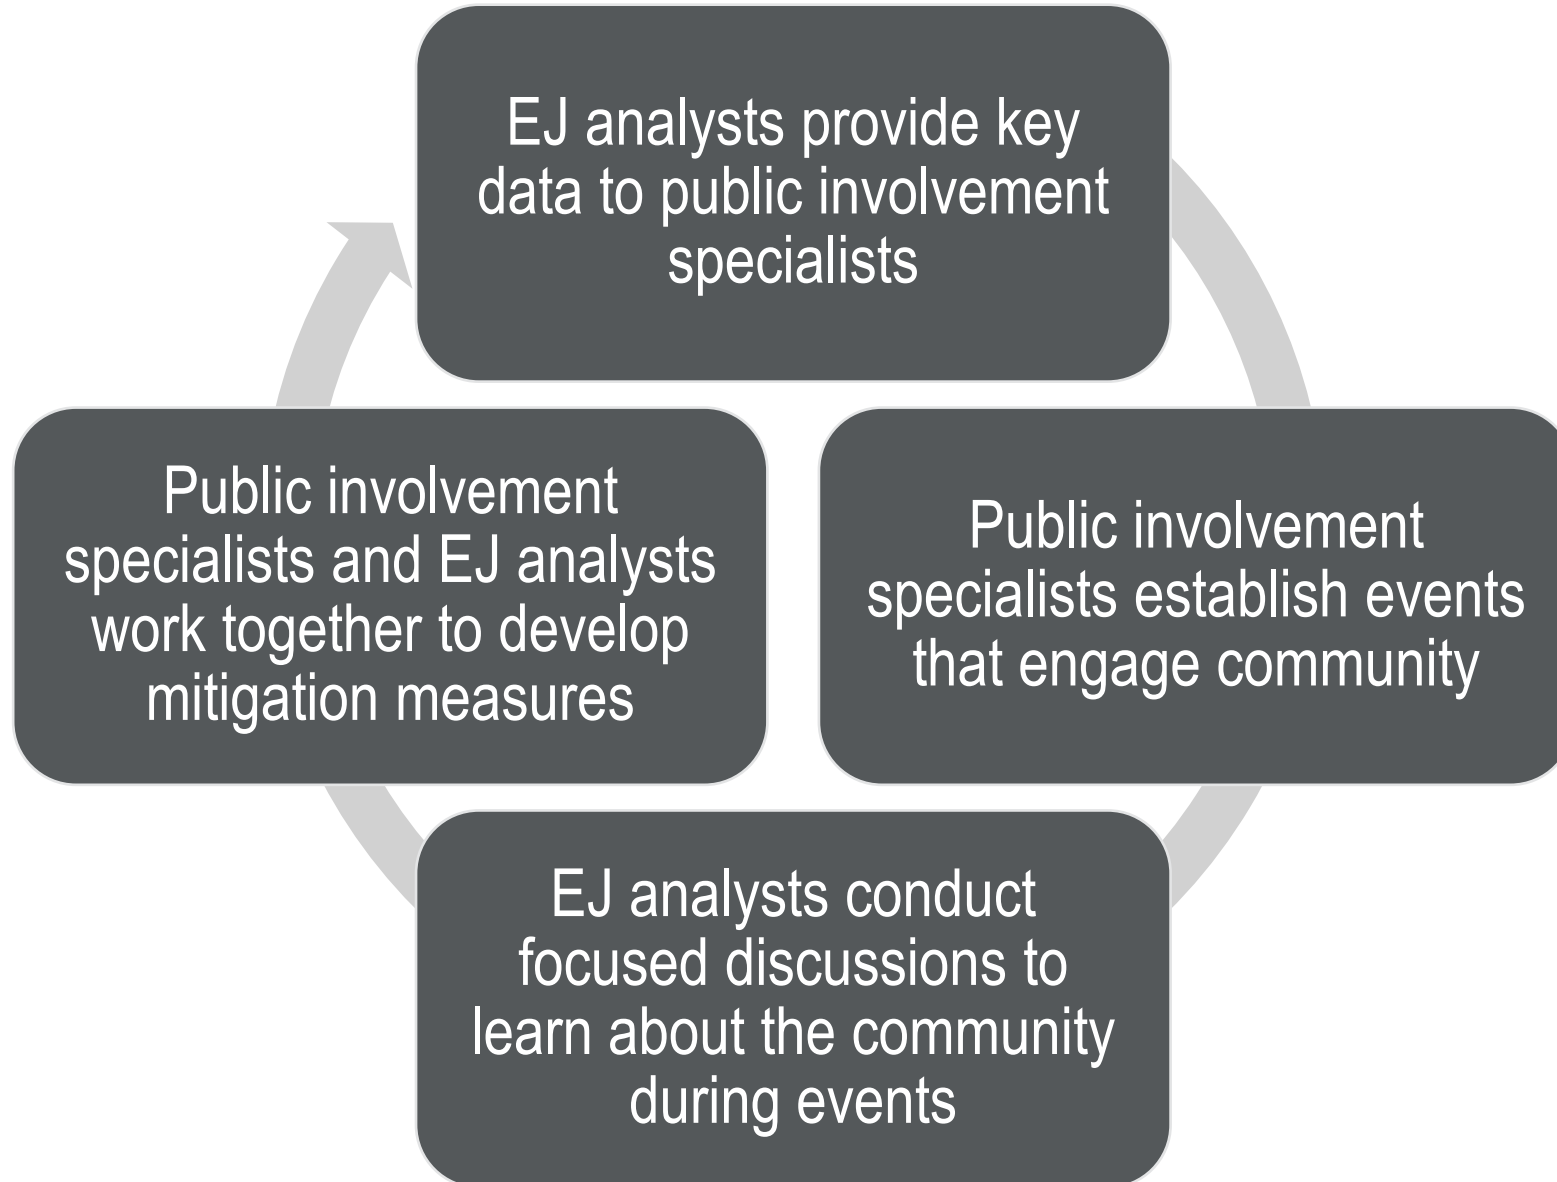 EJ analysts provide key
data to public involvement
specialists
Public involvement
specialists establish events
that engage community
EJ analysts conduct
focused discussions to
learn about the community
during events
Public involvement
specialists and EJ analysts
work together to develop
mitigation measures